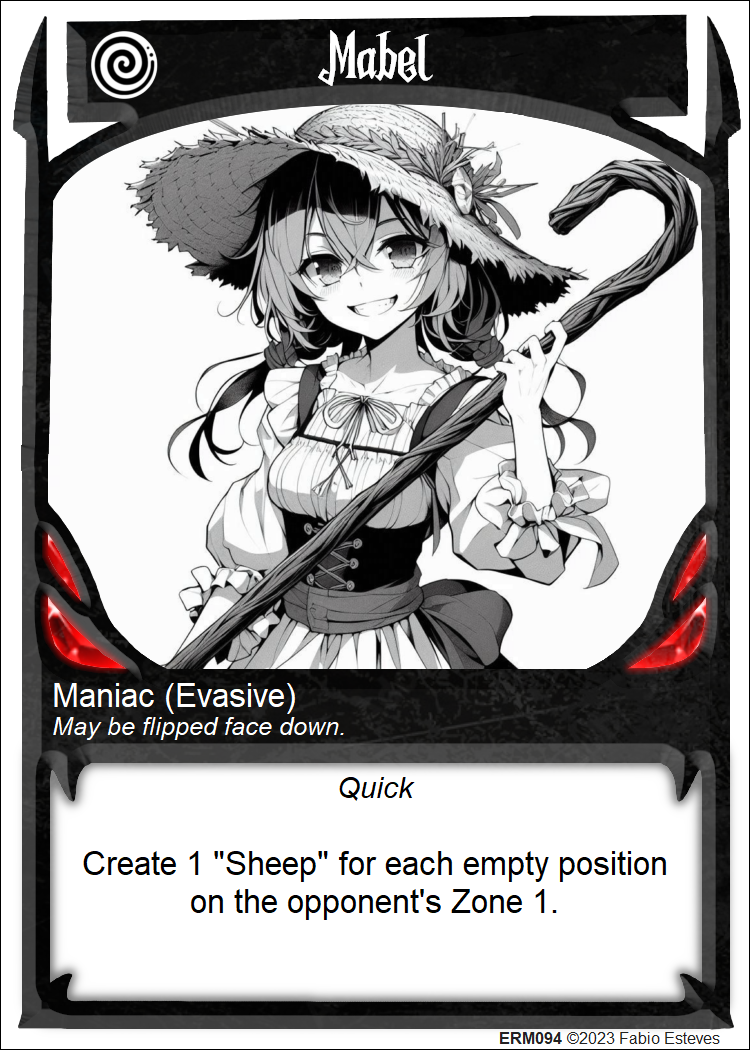 Mabel
Maniac (Evasive)
May be flipped face down.
Quick
Create 1 "Sheep" for each empty position
on the opponent's Zone 1.
ERM094 ©2023 Fabio Esteves